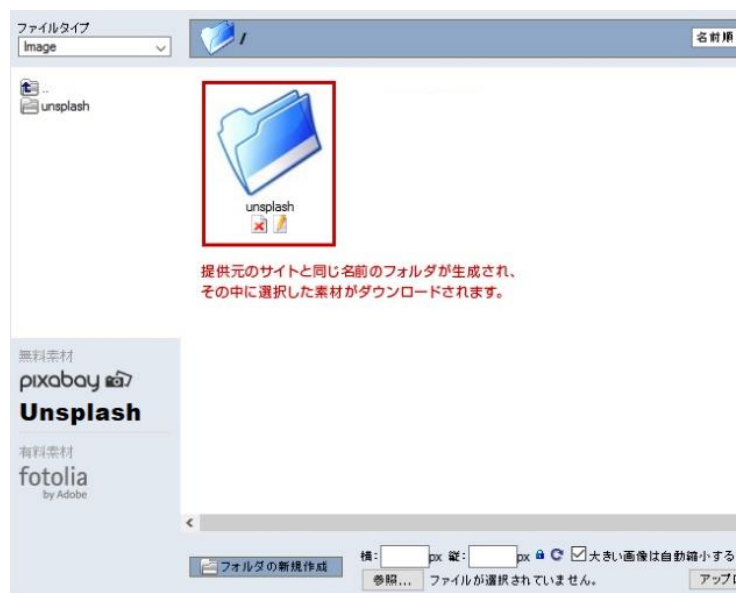 ファイルタイプ
Image
/
名前順
..
unsplash
unsplash
提供元のサイトと同じ名前のフォルダが生成され、
その中に選択した素材がダウンロードされます。
無料素材
pixabay
Unsplash
有料素材
fotolia
by Adobe
フォルダの新規作成
横: px 縦: px 大きい画像は自動縮小する
参照... ファイルが選択されていません。 アップロ